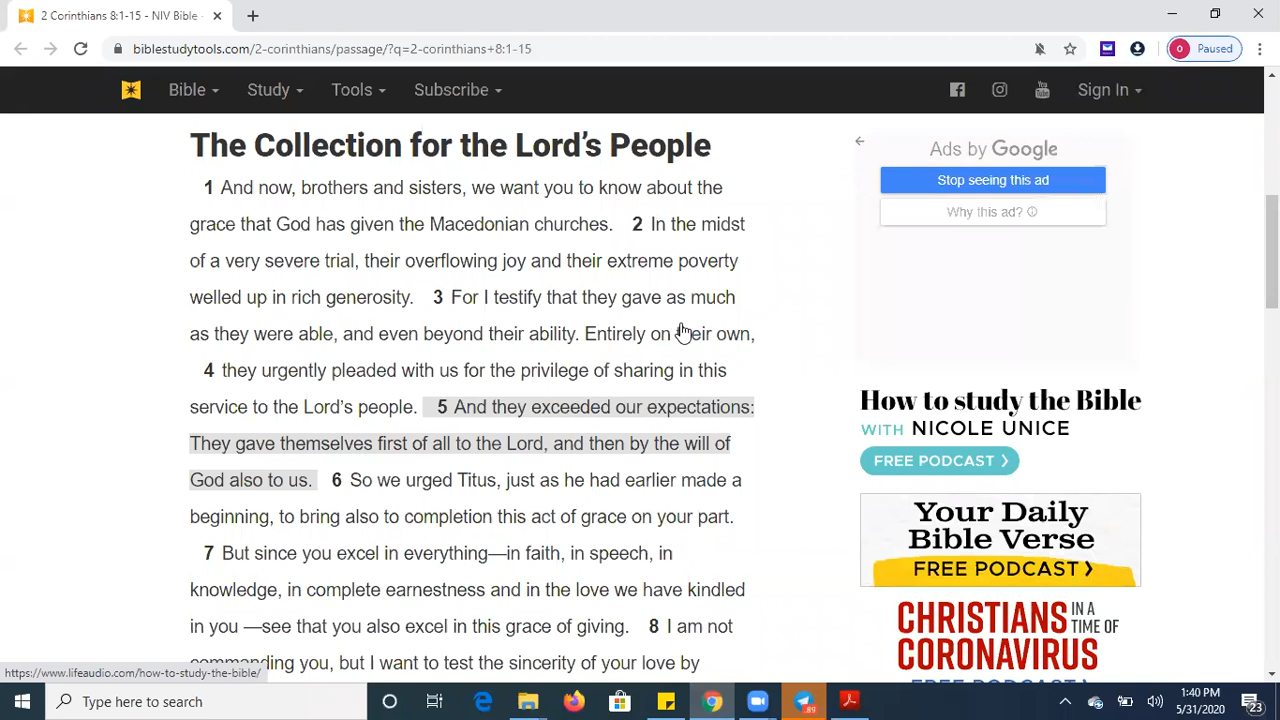 2 Corinthians 8:1-15 - NIV Bible
biblestudytools.com/2-corinthians/passage/?q=2-corinthians+8:1-15
0 Paused
Bible Study Tools Subscribe Sign In
The Collection for the Lord's People
1 And now, brothers and sisters, we want you to know about the
grace that God has given the Macedonian churches. 2 In the midst
of a very severe trial, their overflowing joy and their extreme poverty
welled up in rich generosity. 3 For I testify that they gave as much
as they were able, and even beyond their ability. Entirely on their own,
4 they urgently pleaded with us for the privilege of sharing in this
service to the Lord's people. 5 And they exceeded our expectations:
They gave themselves first of all to the Lord, and then by the will of
God also to us. 6 So we urged Titus, just as he had earlier made a
beginning, to bring also to completion this act of grace on your part.
7 But since you excel in everything—in faith, in speech, in
knowledge, in complete earnestness and in the love we have kindled
in you —see that you also excel in this grace of giving. 8 I am not
commanding you, but I want to test the sincerity of your love by
Ads by Google
Stop seeing this ad
Why this ad?
How to study the Bible
WITH NICOLE UNICE
FREE PODCAST
Your Daily
Bible Verse
FREE PODCAST
CHRISTIANS IN A
TIME OF
CORONAVIRUS
FREE PODCAST
https://www.lifeaudio.com/how-to-study-the-bible/
Type here to search
89
1:40 PM
5/31/2020
23